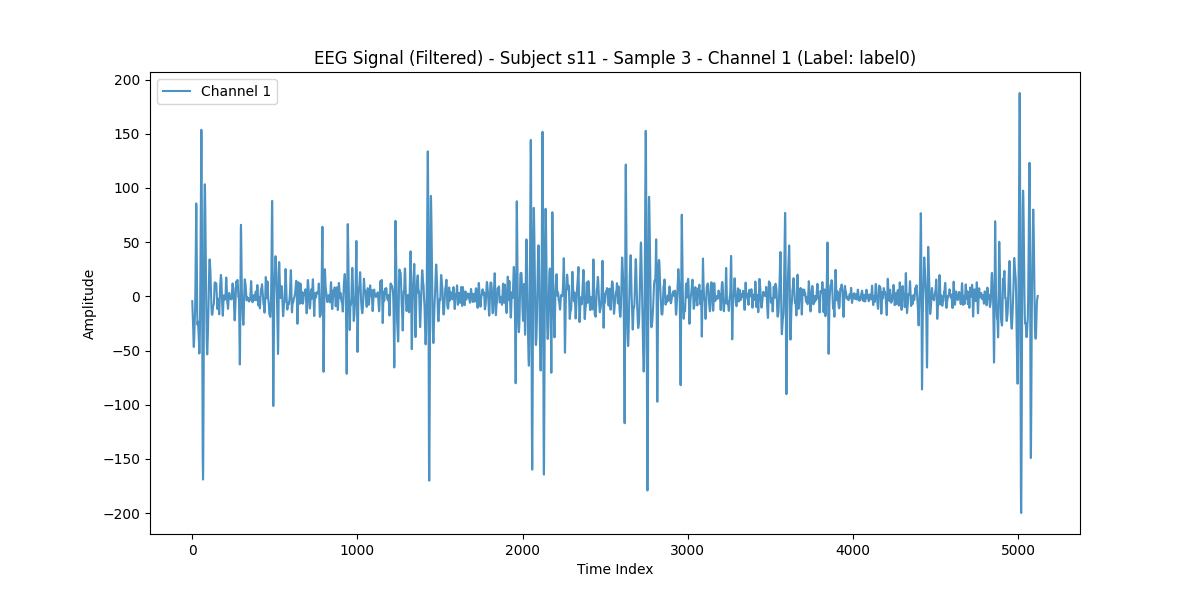 EEG Signal (Filtered) - Subject s11 - Sample 3 - Channel 1 (Label: label0)
Channel 1
200
150
100
50
0
−50
−100
−150
−200
Amplitude
0 1000 2000 3000 4000 5000
Time Index